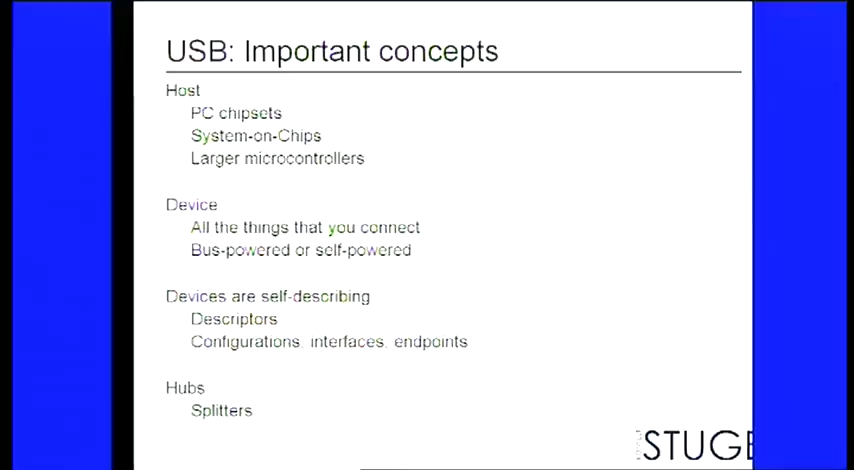 USB: Important concepts
Host
PC chipsets
System-on-Chips
Larger microcontrollers
Device
All the things that you connect
Bus-powered or self-powered
Devices are self-describing
Descriptors
Configurations, interfaces, endpoints
Hubs
Splitters
STUGE